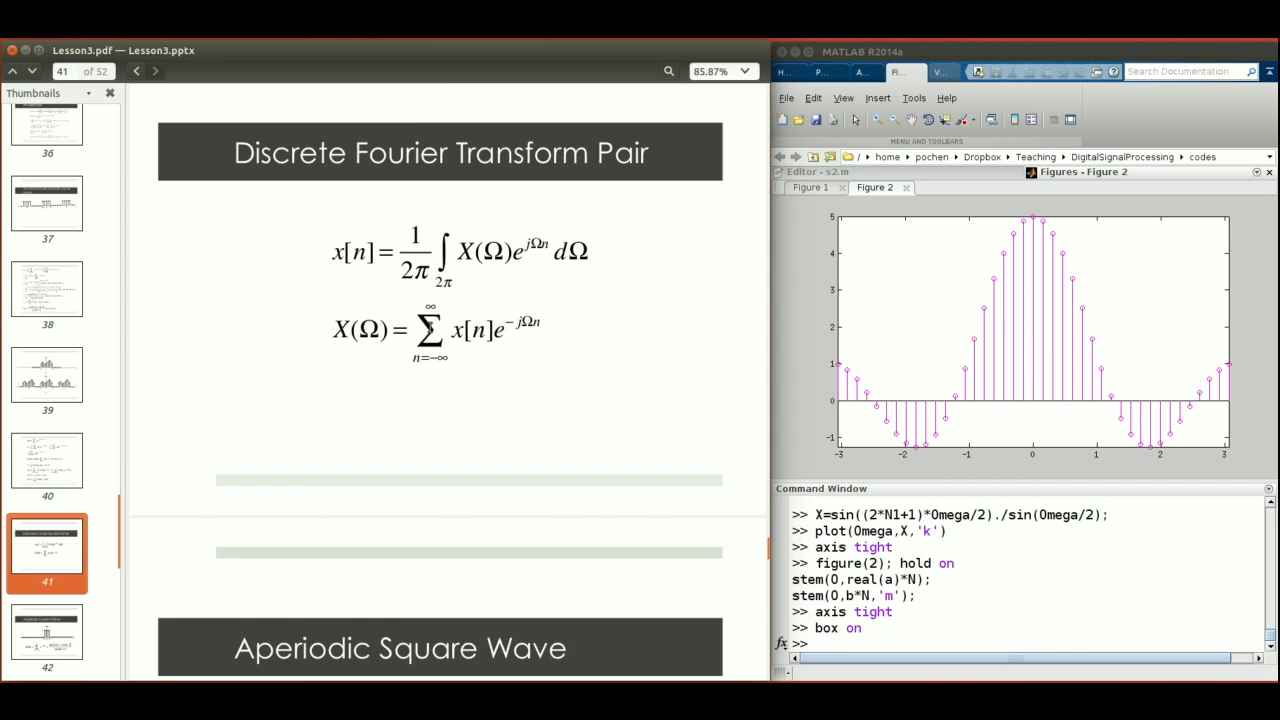 Lesson3.pdf — Lesson3.pptx
41 of 52
85.87%
Thumbnails
36
37
38
39
40
41
42
Discrete Fourier Transform Pair
x[n] = 1/2π ∫2π X(Ω)e^{jΩn} dΩ
X(Ω) = ∑_{n=-∞}^{∞} x[n]e^{-jΩn}
Aperiodic Square Wave
MATLAB R2014a
H... P... A... FI... V...
Search Documentation
File Edit View Insert Tools Help
MENU AND TOOLBARS
/ home pochen Dropbox Teaching DigitalSignalProcessing codes
Editor - s2.m
Figures - Figure 2
Figure 1 Figure 2
5
4
3
2
1
0
-1
-3 -2 -1 0 1 2 3
Command Window
>> X=sin((2*N1+1)*Omega/2)./sin(Omega/2);
>> plot(Omega,X,'k')
>> axis tight
>> figure(2); hold on
stem(O,real(a)*N);
stem(O,b*N,'m');
>> axis tight
>> box on
fx >>